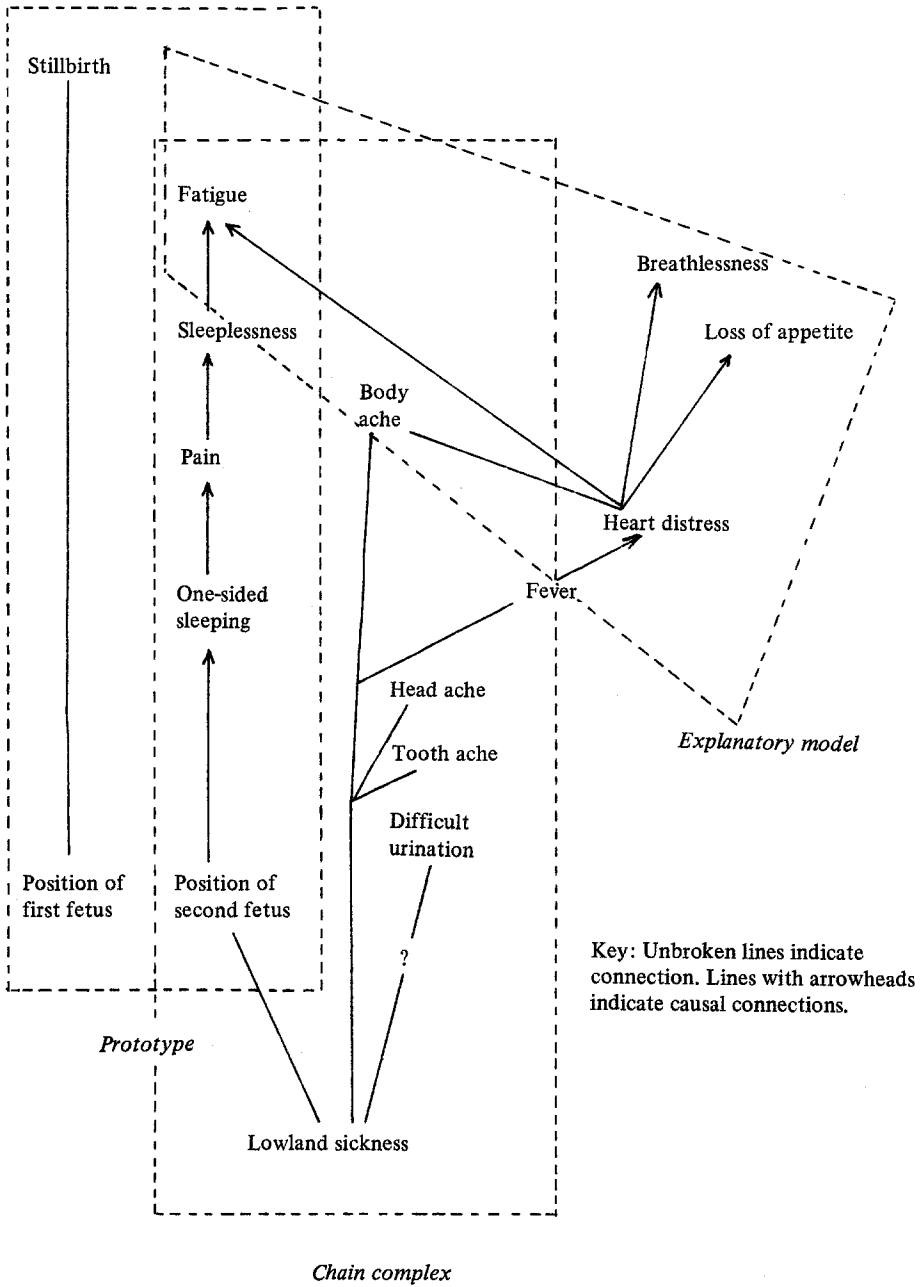 Stillbirth
Fatigue
Breathlessness
Sleeplessness
Loss of appetite
Body
ache
Pain
Heart distress
One-sided
sleeping
Fever
Head ache
Explanatory model
Tooth ache
Difficult
urination
Position of
first fetus
Position of
second fetus
?
Key: Unbroken lines indicate
connection. Lines with arrowheads
indicate causal connections.
Prototype
Lowland sickness
Chain complex